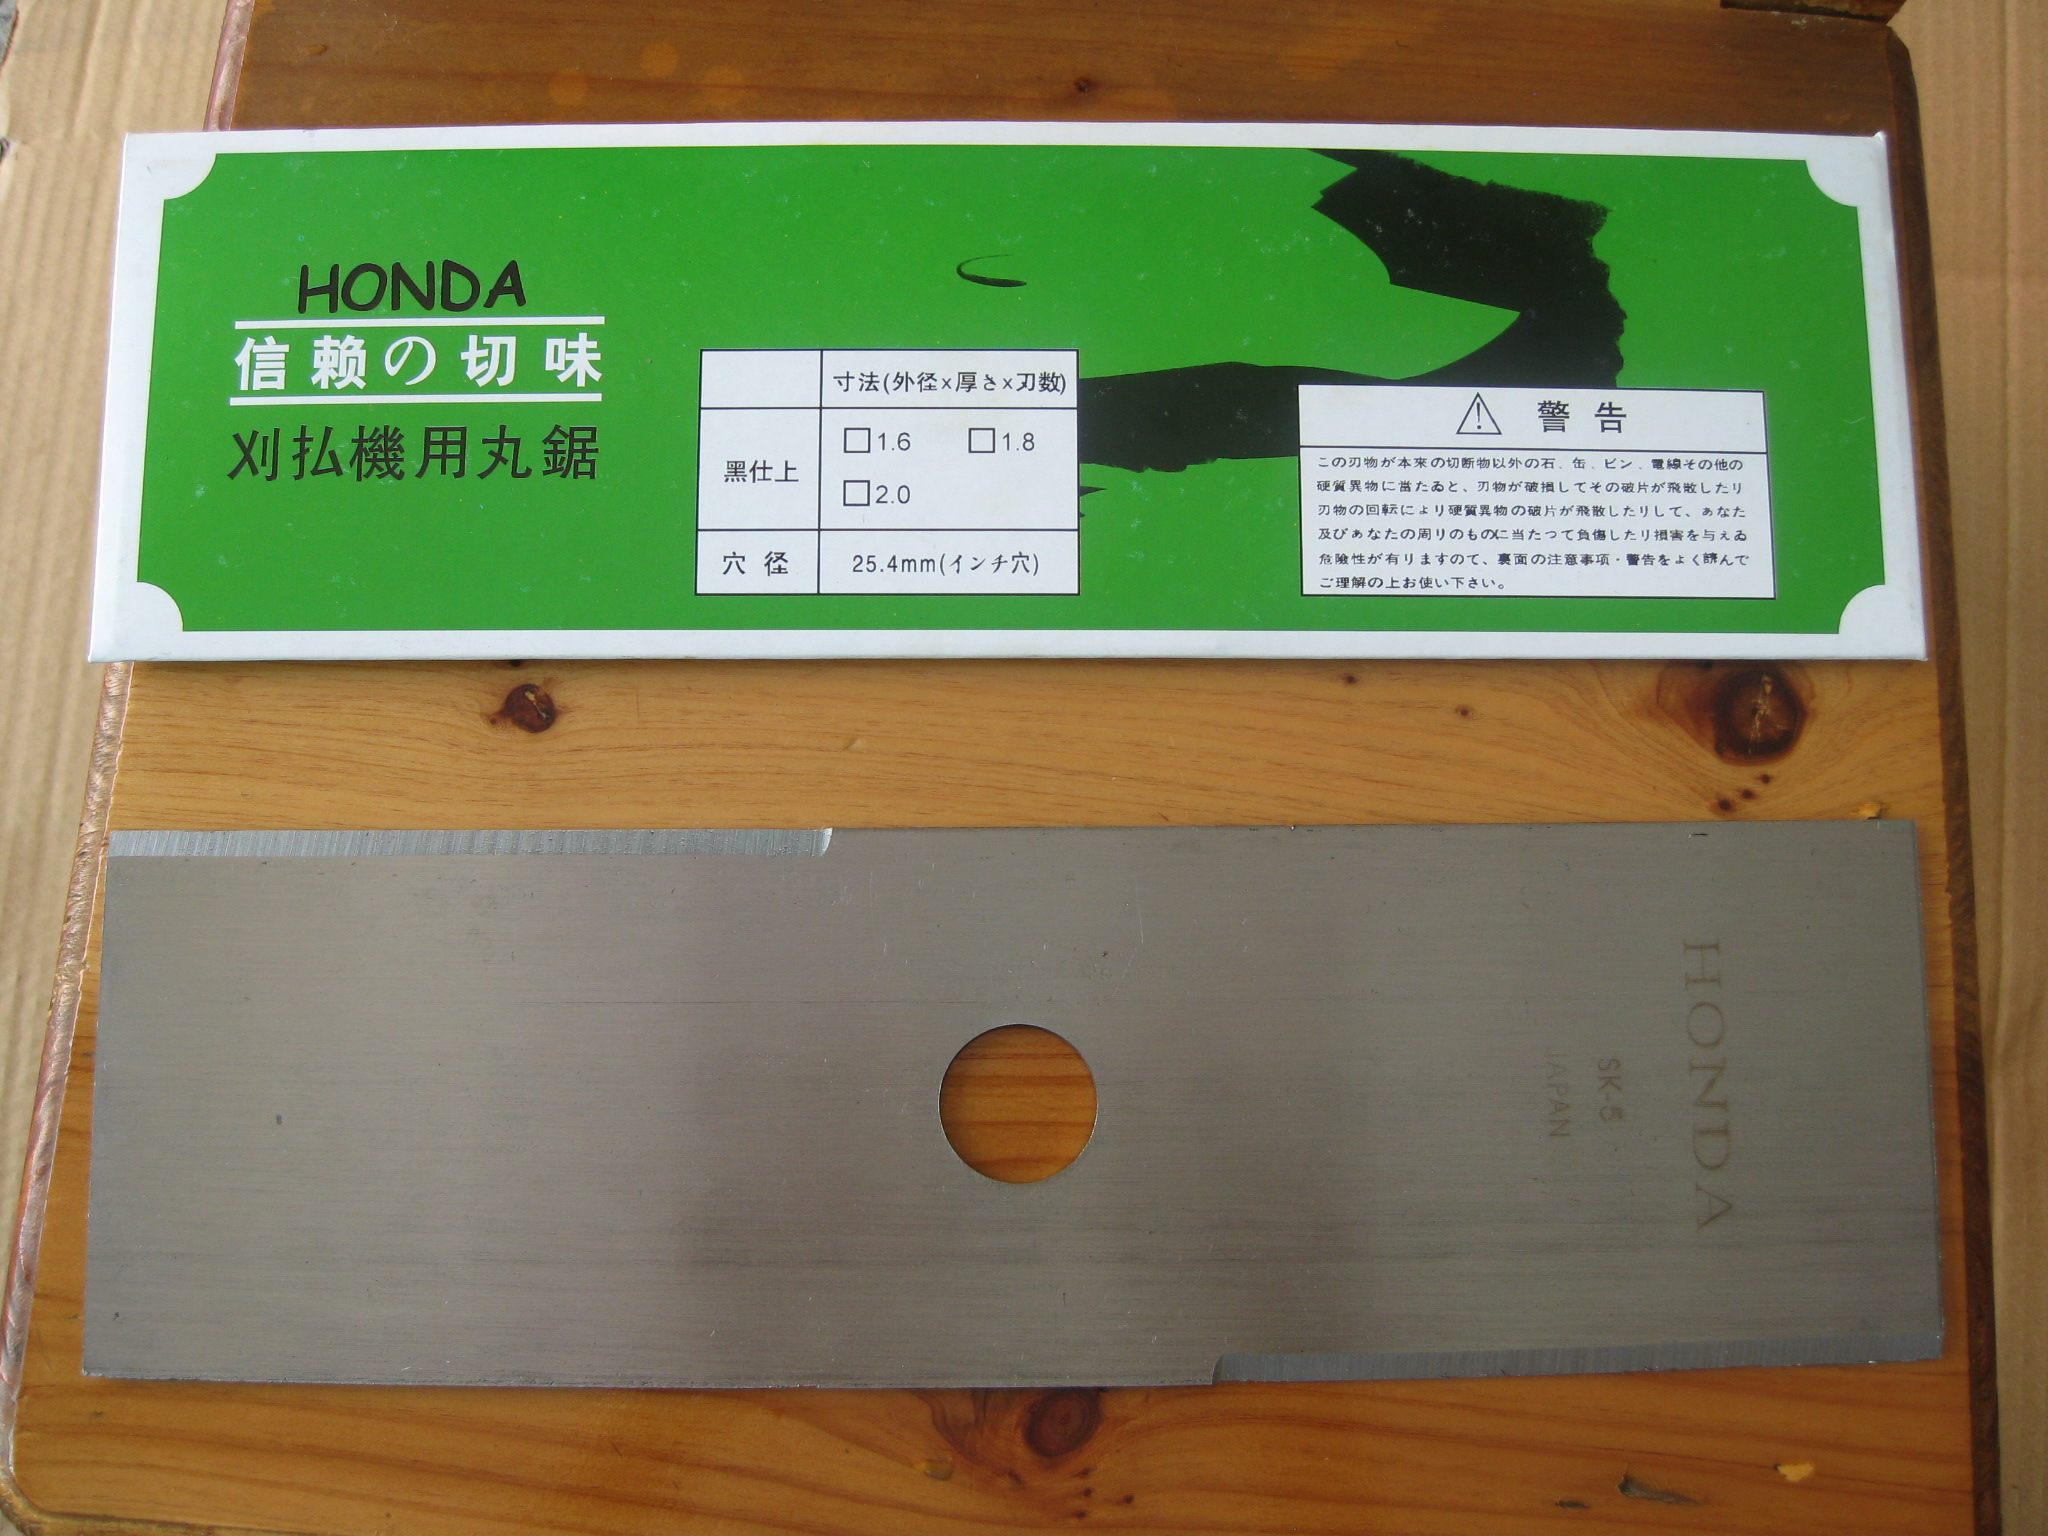 HONDA
信赖の切味
刈払機用丸鋸
寸法(外径x厚さx刃数)
黒仕上
□1.6 □1.8
□2.0
穴径 25.4mm(インチ穴)
警告
この刃物が本来の切断物以外の石、缶、ビン、電線その他の
硬質異物に当たゐと、刃物が破損してその破片が飛散したり
刃物の回転により硬質異物の破片が飛散したりして、あなた
及びあなたの周りのものに当たつて負傷したり損害を与えゐ
危険性が有りますので、裏面の注意事項・警告をよく読んで
ご理解の上お使い下さい。
HONDA
SK-5
JAPAN